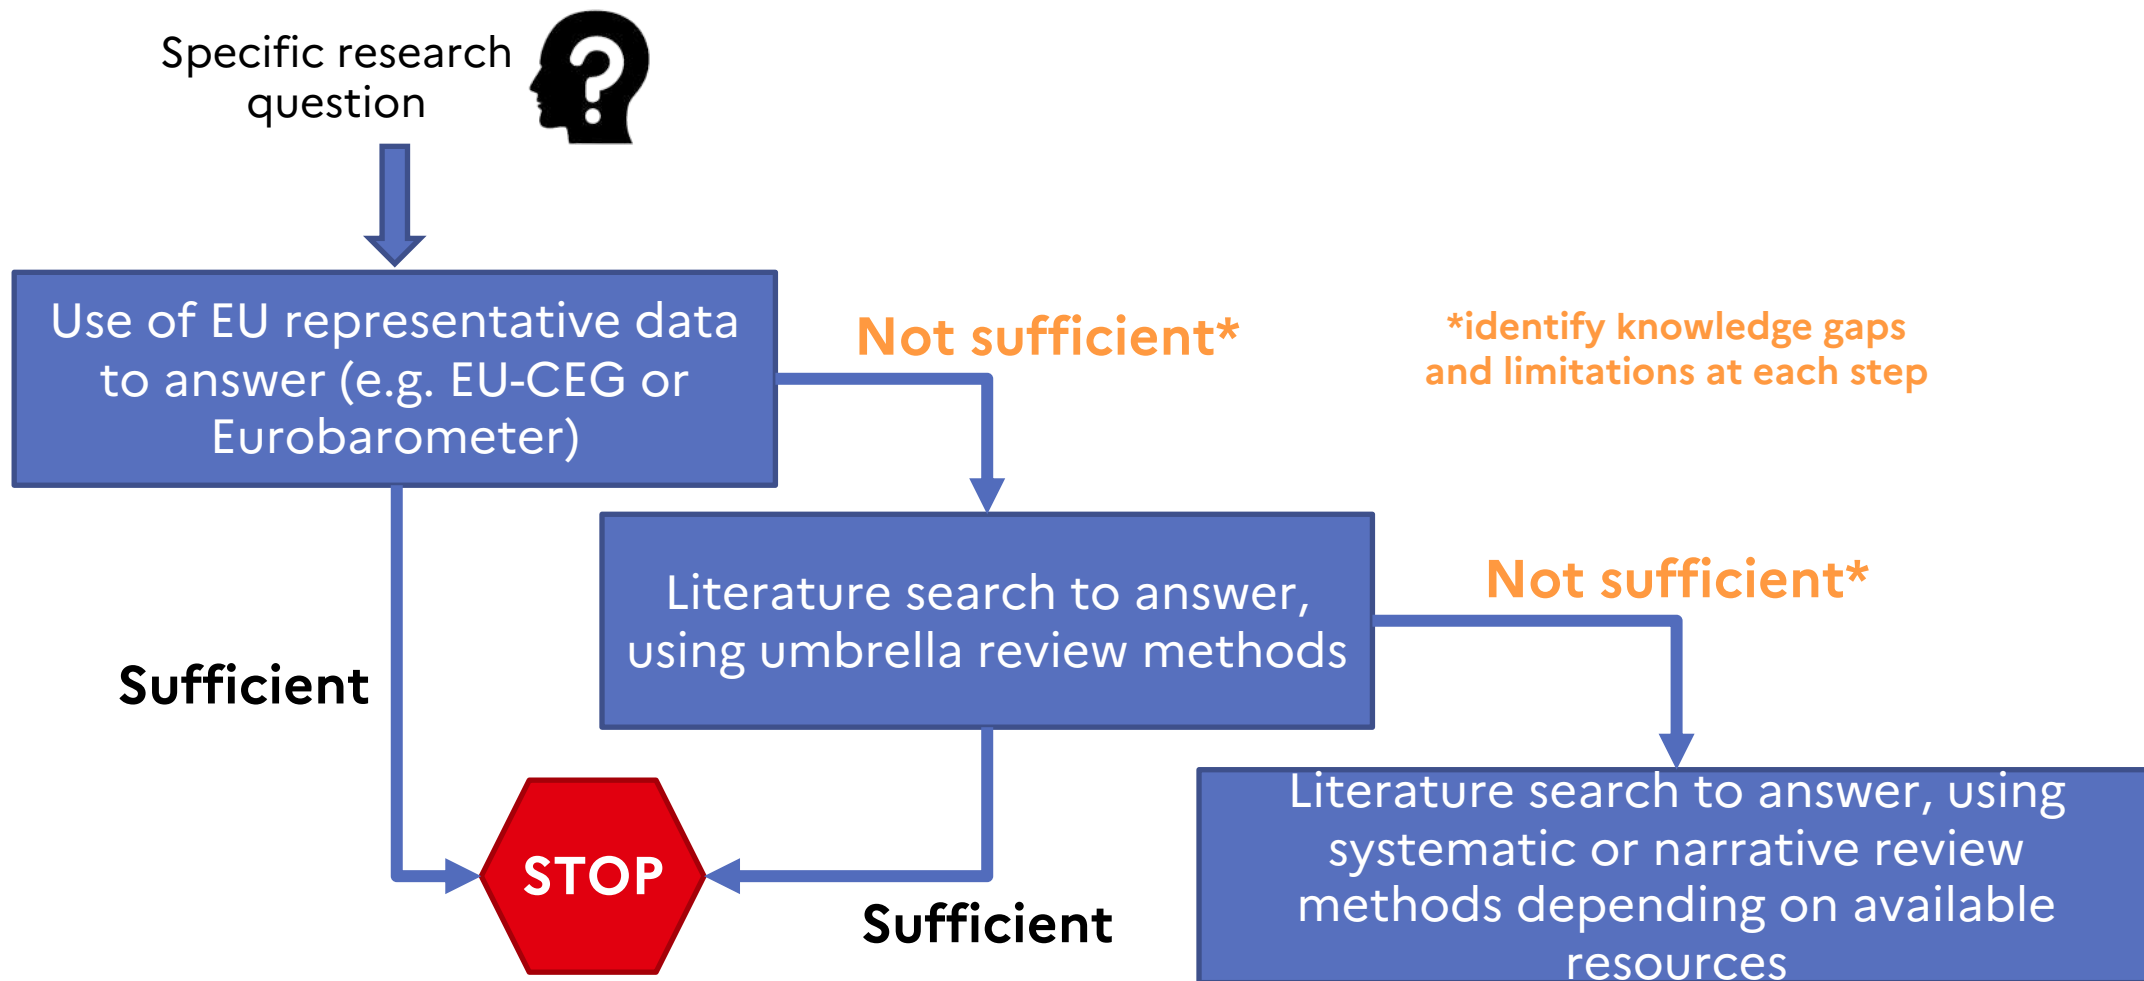 Specific research
question
Use of EU representative data
to answer (e.g. EU-CEG or
Eurobarometer)
Not sufficient*
*identify knowledge gaps
and limitations at each step
Literature search to answer,
using umbrella review methods
Not sufficient*
Sufficient
STOP
Sufficient
Literature search to answer, using
systematic or narrative review
methods depending on available
resources